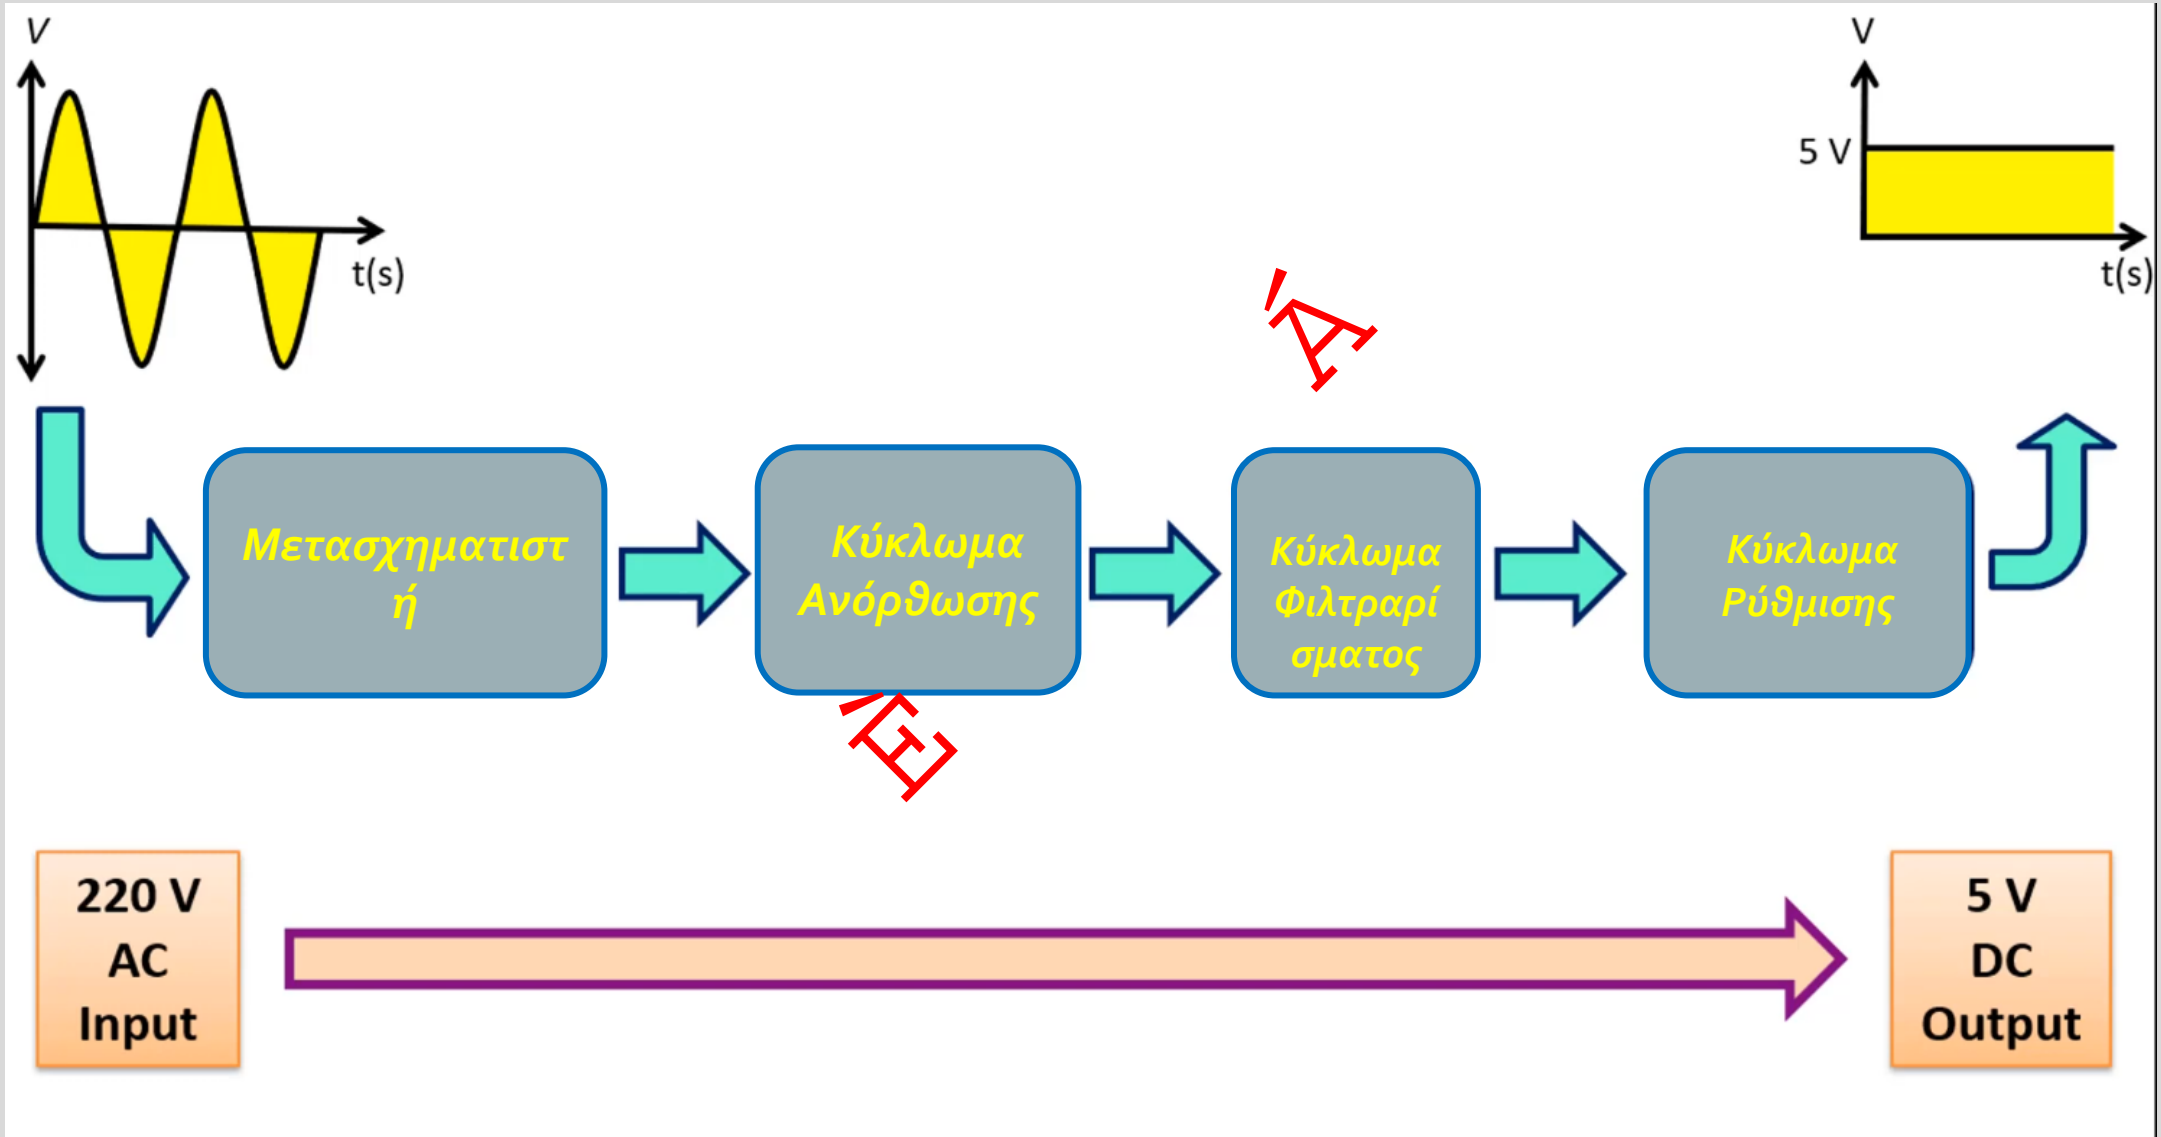 V
t(s)
V
5 V
t(s)
Ά
Μετασχηματιστ
ή
Κύκλωμα
Ανόρθωσης
Κύκλωμα
Φιλτραρί
σματος
Κύκλωμα
Ρύθμισης
Έ
220 V
AC
Input
5 V
DC
Output